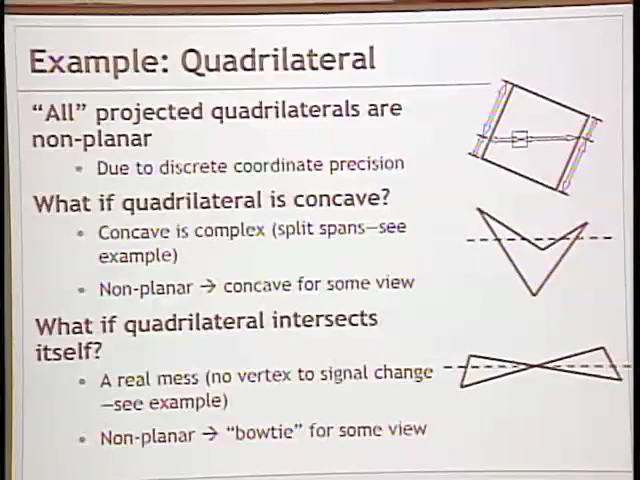 Example: Quadrilateral
“All” projected quadrilaterals are
non-planar
• Due to discrete coordinate precision
What if quadrilateral is concave?
• Concave is complex (split spans—see
example)
• Non-planar → concave for some view
What if quadrilateral intersects
itself?
• A real mess (no vertex to signal change
—see example)
• Non-planar → “bowtie” for some view